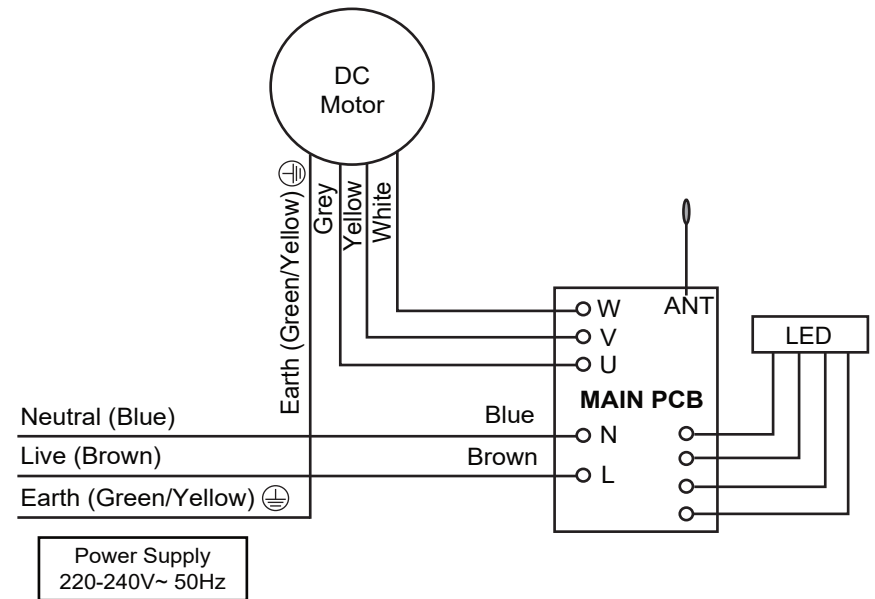 DC
Motor
Earth (Green/Yellow)
Grey
Yellow
White
W
ANT
V
U
LED
MAIN PCB
Neutral (Blue)
Blue
N
Live (Brown)
Brown
L
Earth (Green/Yellow)
Power Supply
220-240V~ 50Hz